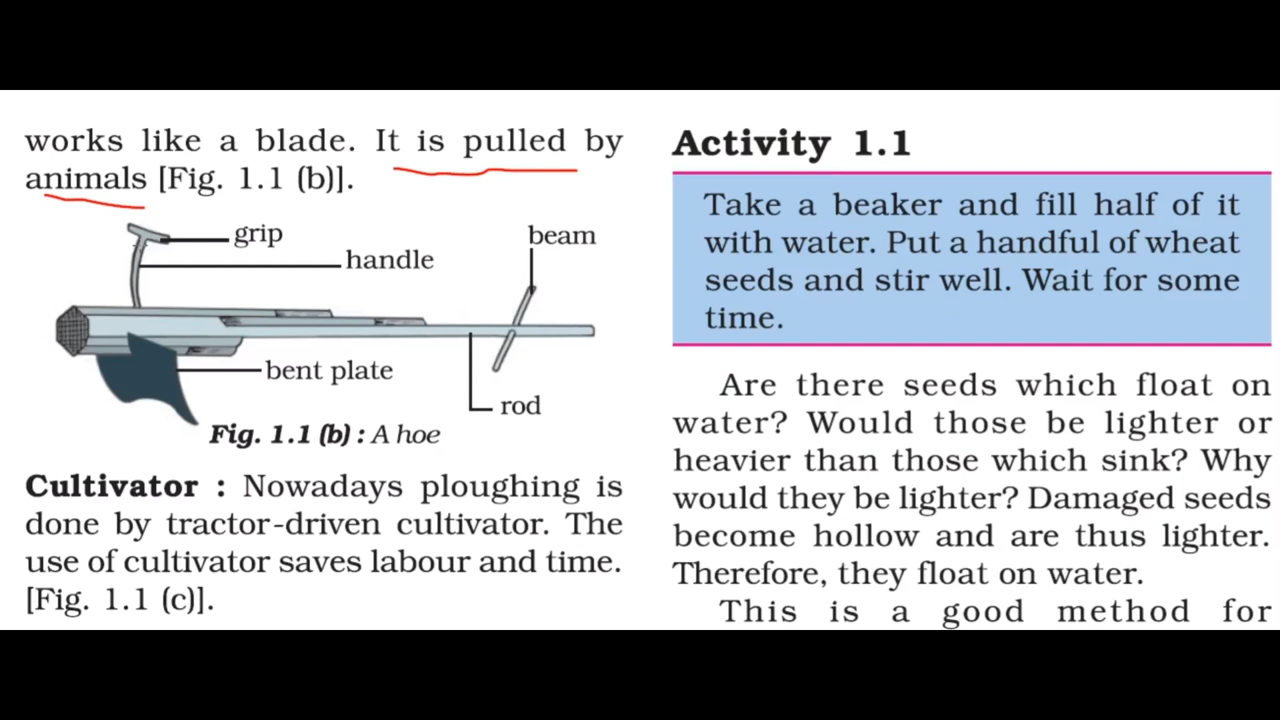 works like a blade. It is pulled by
animals [Fig. 1.1 (b)].
grip
handle
beam
bent plate
rod
Fig. 1.1 (b) : A hoe
Cultivator : Nowadays ploughing is
done by tractor-driven cultivator. The
use of cultivator saves labour and time.
[Fig. 1.1 (c)].
Activity 1.1
Take a beaker and fill half of it
with water. Put a handful of wheat
seeds and stir well. Wait for some
time.
Are there seeds which float on
water? Would those be lighter or
heavier than those which sink? Why
would they be lighter? Damaged seeds
become hollow and are thus lighter.
Therefore, they float on water.
This is a good method for